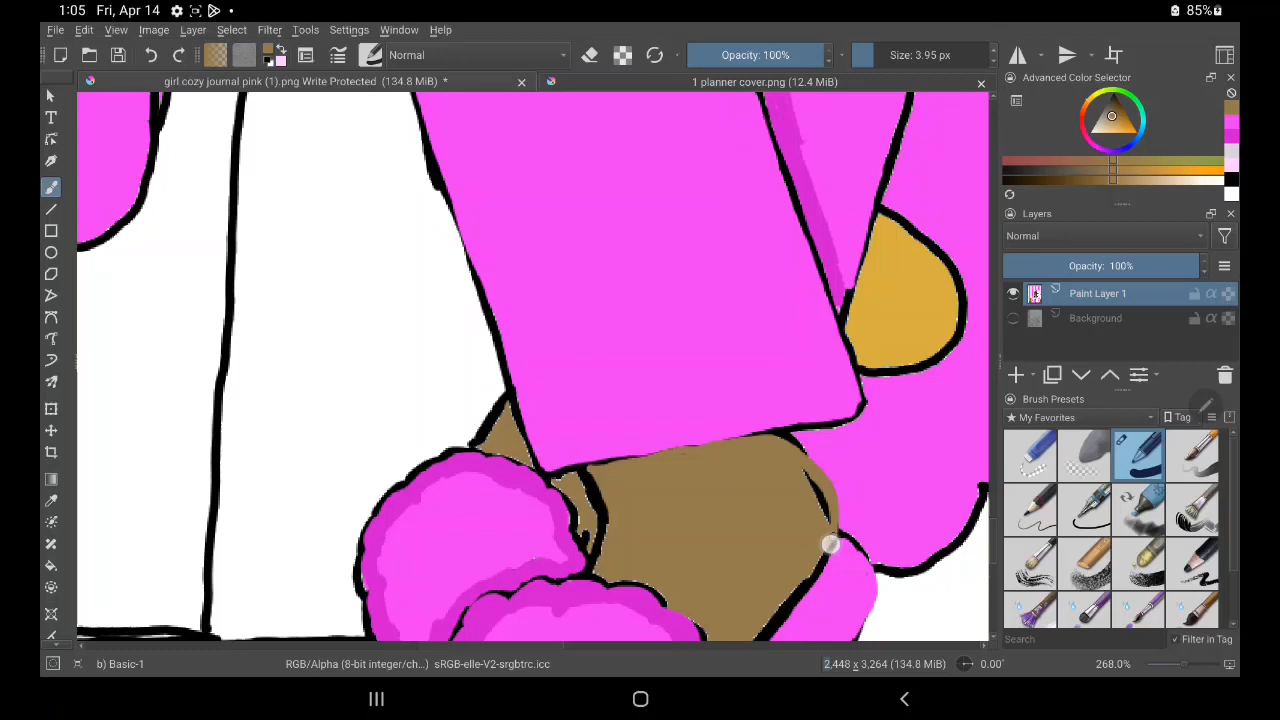 1:05 Fri, Apr 14
85%
File Edit View Image Layer Select Filter Tools Settings Window Help
Normal
Opacity: 100%
Size: 3.95 px
girl cozy journal pink (1).png Write Protected (134.8 MiB) *
1 planner cover.png (12.4 MiB)
Advanced Color Selector
Layers
Normal
Opacity: 100%
Paint Layer 1
Background
Brush Presets
★ My Favorites
Tag
Search
Filter in Tag
b) Basic-1
RGB/Alpha (8-bit integer/ch...) sRGB-elle-V2-srgbtrc.icc
2,448 x 3,264 (134.8 MiB)
0.00°
268.0%